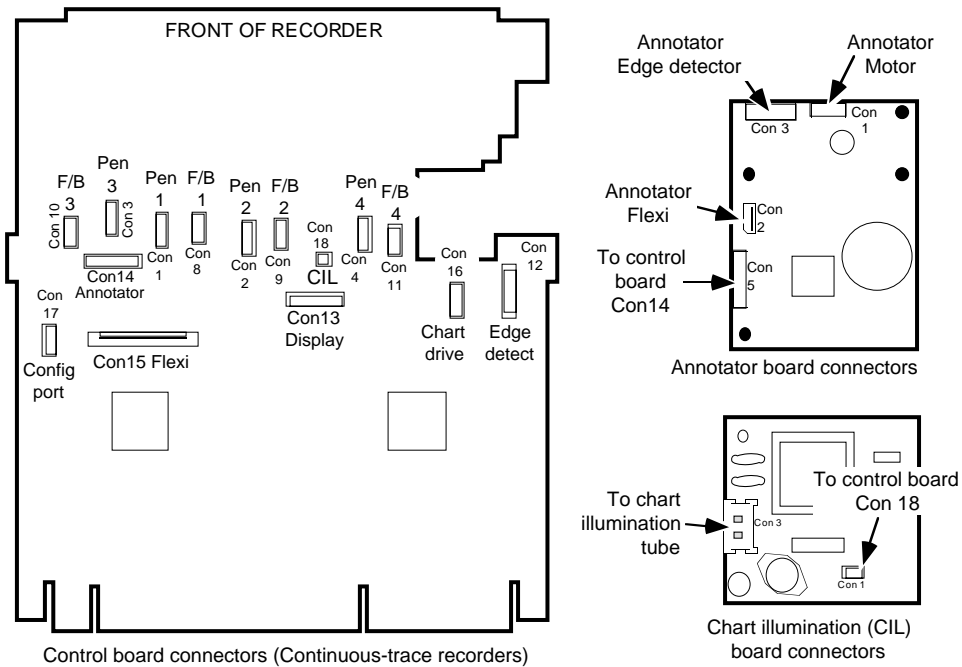 FRONT OF RECORDER
F/B
3
Con 10
Pen
3
Con 3
Pen
1
F/B
1
Pen
2
F/B
2
Con
18
CIL
Pen
4
F/B
4
Con14
Annotator
Con
1
Con
8
Con
2
Con
9
Con
4
Con
11
Con
16
Con
12
Con
17
Config
port
Con15 Flexi
Con13
Display
Chart
drive
Edge
detect
Control board connectors (Continuous-trace recorders)
Annotator
Edge detector
Annotator
Motor
Con 3
Con
1
Annotator
Flexi
Con
2
To control
board
Con14
Con
5
Annotator board connectors
To control board
Con 18
To chart
illumination
tube
Con 3
Con 1
Chart illumination (CIL)
board connectors